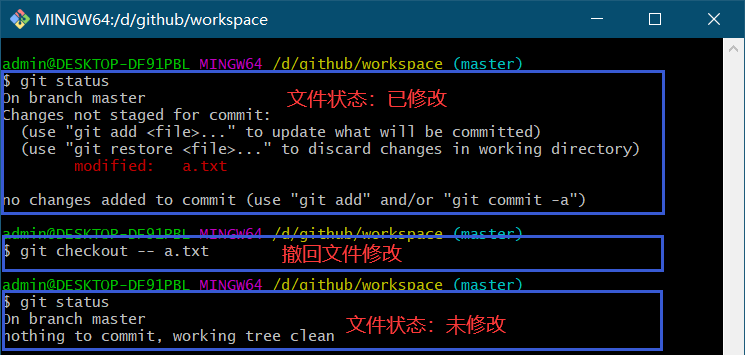 MINGW64:/d/github/workspace
admin@DESKTOP-DF91PBL MINGW64 /d/github/workspace (master)
$ git status
On branch master
文件状态：已修改
Changes not staged for commit:
  (use "git add <file>..." to update what will be committed)
  (use "git restore <file>..." to discard changes in working directory)
        modified:   a.txt
no changes added to commit (use "git add" and/or "git commit -a")
admin@DESKTOP-DF91PBL MINGW64 /d/github/workspace (master)
$ git checkout -- a.txt
撤回文件修改
admin@DESKTOP-DF91PBL MINGW64 /d/github/workspace (master)
$ git status
On branch master
文件状态：未修改
nothing to commit, working tree clean